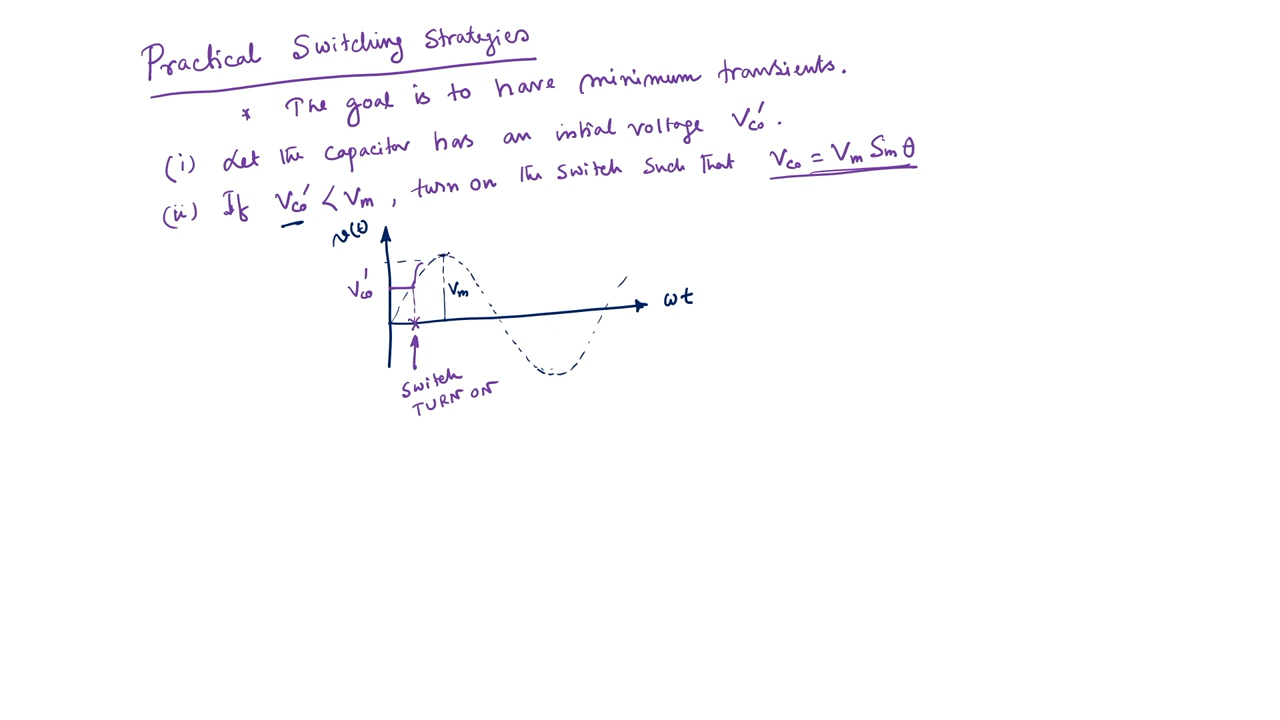 Practical Switching Strategies
* The goal is to have minimum transients.
(i) Let the capacitor has an initial voltage Vco'.
(ii) If Vco' < Vm, turn on the switch such that Vco = Vm Sin θ
v(t)
Vco'
Vm
ωt
Switch
TURN ON